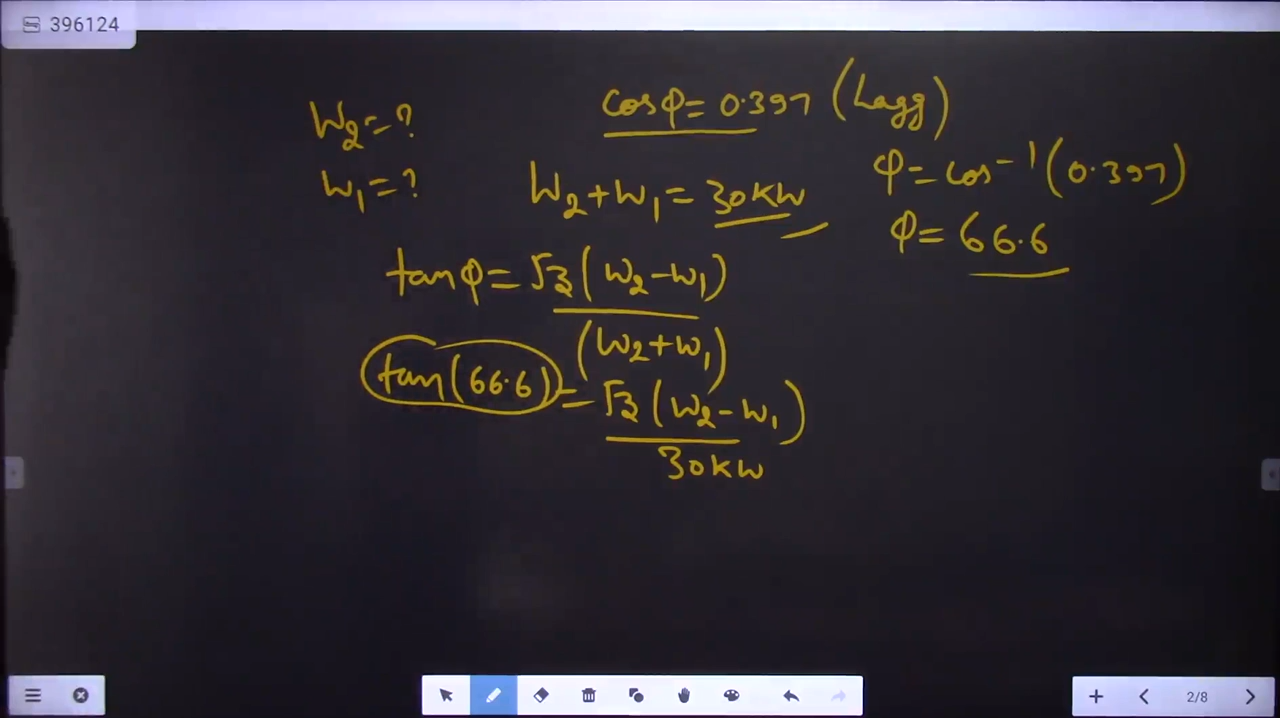 396124
W₂ = ?
cosφ = 0.397 (Lagg)
W₁ = ?
W₂ + W₁ = 30KW
φ = cos⁻¹(0.397)
φ = 66.6
tanφ = √3 (W₂ - W₁)
(W₂ + W₁)
tan(66.6) = √3 (W₂ - W₁)
30KW
2/8